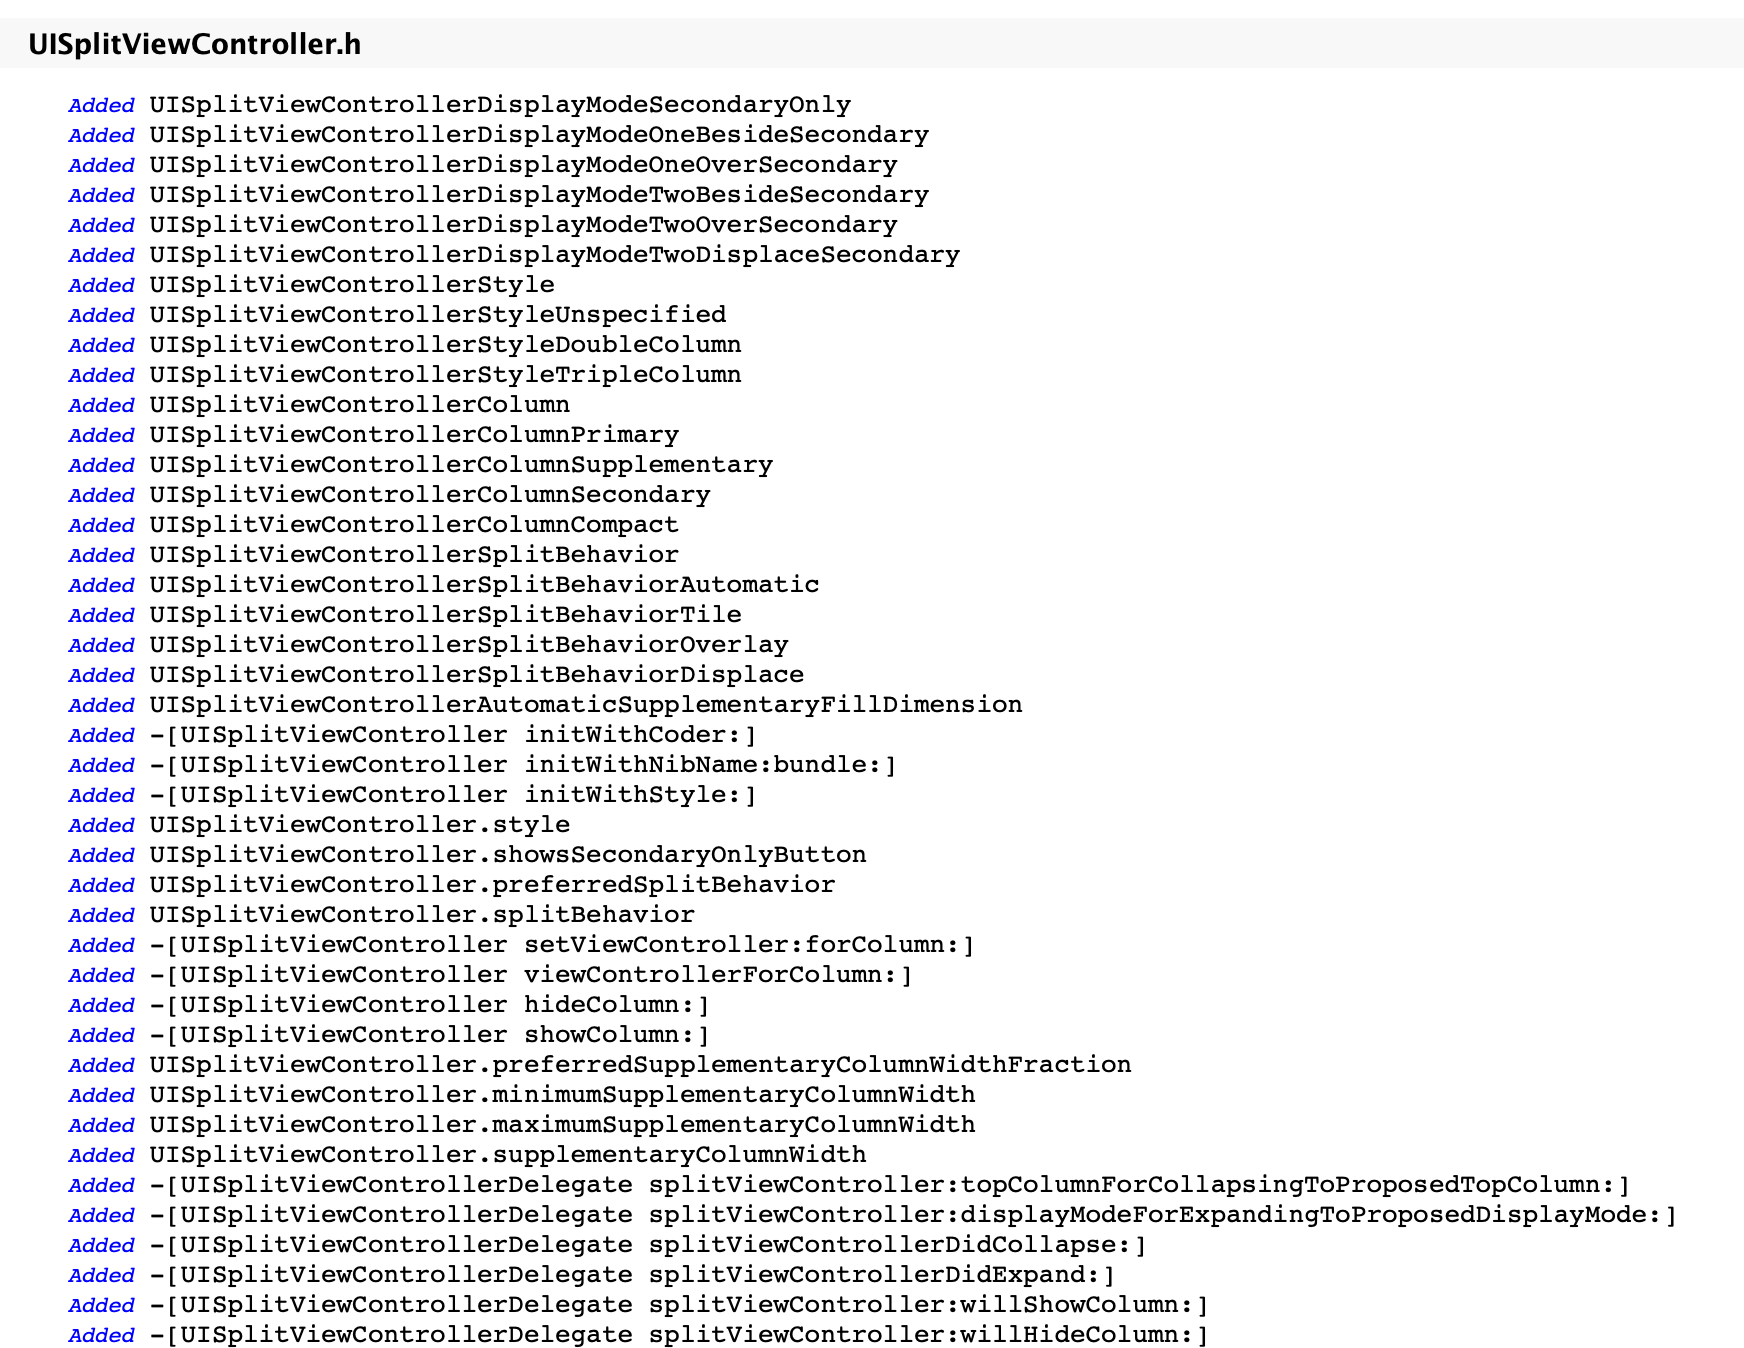 UISplitViewController.h
Added UISplitViewControllerDisplayModeSecondaryOnly
Added UISplitViewControllerDisplayModeOneBesideSecondary
Added UISplitViewControllerDisplayModeOneOverSecondary
Added UISplitViewControllerDisplayModeTwoBesideSecondary
Added UISplitViewControllerDisplayModeTwoOverSecondary
Added UISplitViewControllerDisplayModeTwoDisplaceSecondary
Added UISplitViewControllerStyle
Added UISplitViewControllerStyleUnspecified
Added UISplitViewControllerStyleDoubleColumn
Added UISplitViewControllerStyleTripleColumn
Added UISplitViewControllerColumn
Added UISplitViewControllerColumnPrimary
Added UISplitViewControllerColumnSupplementary
Added UISplitViewControllerColumnSecondary
Added UISplitViewControllerColumnCompact
Added UISplitViewControllerSplitBehavior
Added UISplitViewControllerSplitBehaviorAutomatic
Added UISplitViewControllerSplitBehaviorTile
Added UISplitViewControllerSplitBehaviorOverlay
Added UISplitViewControllerSplitBehaviorDisplace
Added UISplitViewControllerAutomaticSupplementaryFillDimension
Added -[UISplitViewController initWithCoder:]
Added -[UISplitViewController initWithNibName:bundle:]
Added -[UISplitViewController initWithStyle:]
Added UISplitViewController.style
Added UISplitViewController.showsSecondaryOnlyButton
Added UISplitViewController.preferredSplitBehavior
Added UISplitViewController.splitBehavior
Added -[UISplitViewController setViewController:forColumn:]
Added -[UISplitViewController viewControllerForColumn:]
Added -[UISplitViewController hideColumn:]
Added -[UISplitViewController showColumn:]
Added UISplitViewController.preferredSupplementaryColumnWidthFraction
Added UISplitViewController.minimumSupplementaryColumnWidth
Added UISplitViewController.maximumSupplementaryColumnWidth
Added UISplitViewController.supplementaryColumnWidth
Added -[UISplitViewControllerDelegate splitViewController:topColumnForCollapsingToProposedTopColumn:]
Added -[UISplitViewControllerDelegate splitViewController:displayModeForExpandingToProposedDisplayMode:]
Added -[UISplitViewControllerDelegate splitViewControllerDidCollapse:]
Added -[UISplitViewControllerDelegate splitViewControllerDidExpand:]
Added -[UISplitViewControllerDelegate splitViewController:willShowColumn:]
Added -[UISplitViewControllerDelegate splitViewController:willHideColumn:]